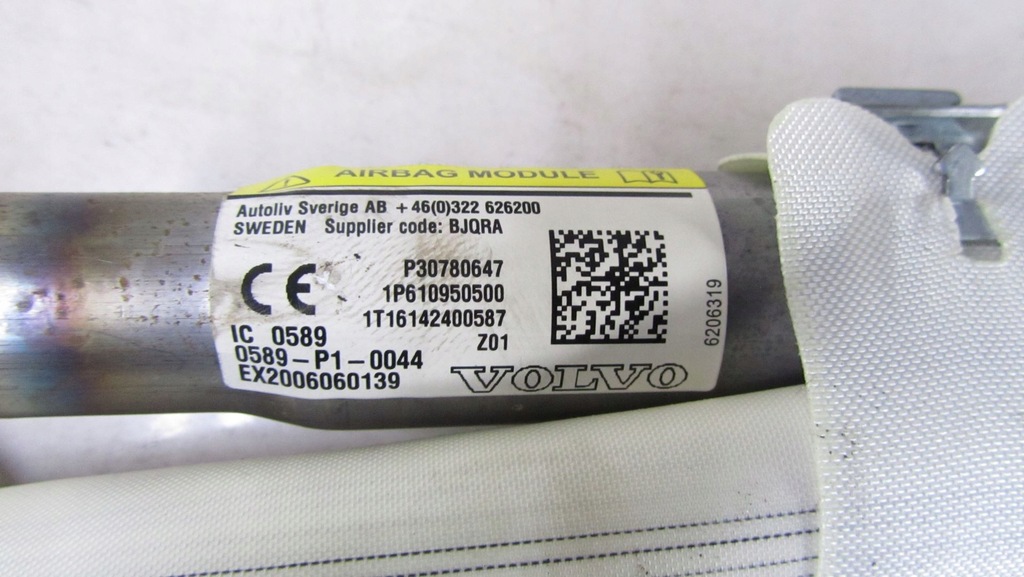 AIRBAG MODULE
Autoliv Sverige AB +46(0)322 626200
SWEDEN Supplier code: BJQRA
CE
P30780647
1P610950500
1T16142400587
IC 0589
Z01
0589-P1-0044
EX2006060139
VOLVO
6206319